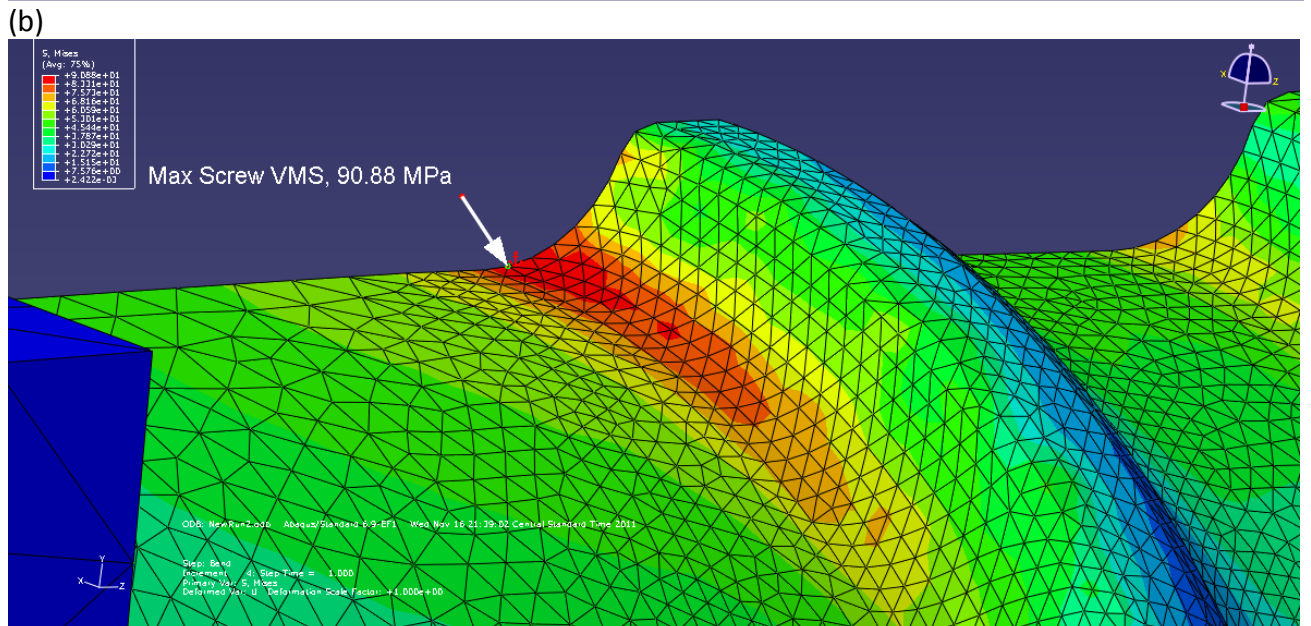 (b)
S, Mises
(Avg: 75%)
+9.088e+01
+8.331e+01
+7.573e+01
+6.816e+01
+6.059e+01
+5.301e+01
+4.544e+01
+3.787e+01
+3.029e+01
+2.272e+01
+1.515e+01
+7.576e+00
+2.422e-03
X
Z
Max Screw VMS, 90.88 MPa
ODB: NewRun2.odb Abaqus/Standard 6.9-EF1 Wed Nov 16 21:39:02 Central Standard Time 2011
Y
X
Z
Step: Bend
Increment 4: Step Time = 1.000
Primary Var: S, Mises
Deformed Var: U Deformation Scale Factor: +1.000e+00